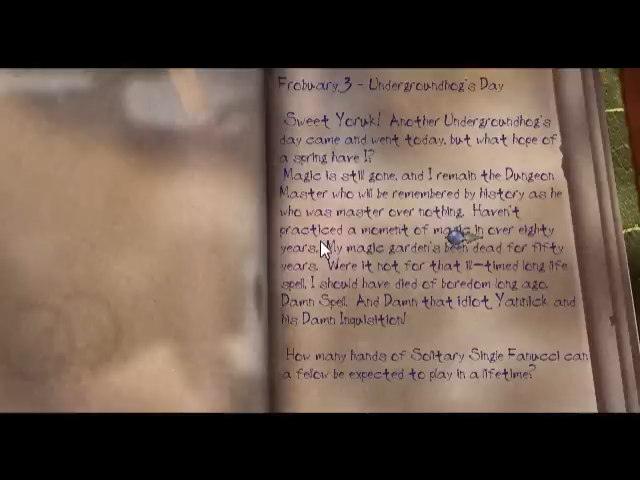 Frobuary 3 - Undergroundhog's Day
Sweet Yoruk! Another Undergroundhog's
day came and went today, but what hope of
a spring have I?
Magic is still gone, and I remain the Dungeon
Master who will be remembered by history as he
who was master over nothing. Haven't
practiced a moment of magic in over eighty
years. My magic garden's been dead for fifty
years. Were it not for that ill-timed long life
spell, I should have died of boredom long ago.
Damn Spell. And Damn that idiot Yannick and
his Damn Inquisition!
How many hands of Solitary Single Fanucci can
a fellow be expected to play in a lifetime?